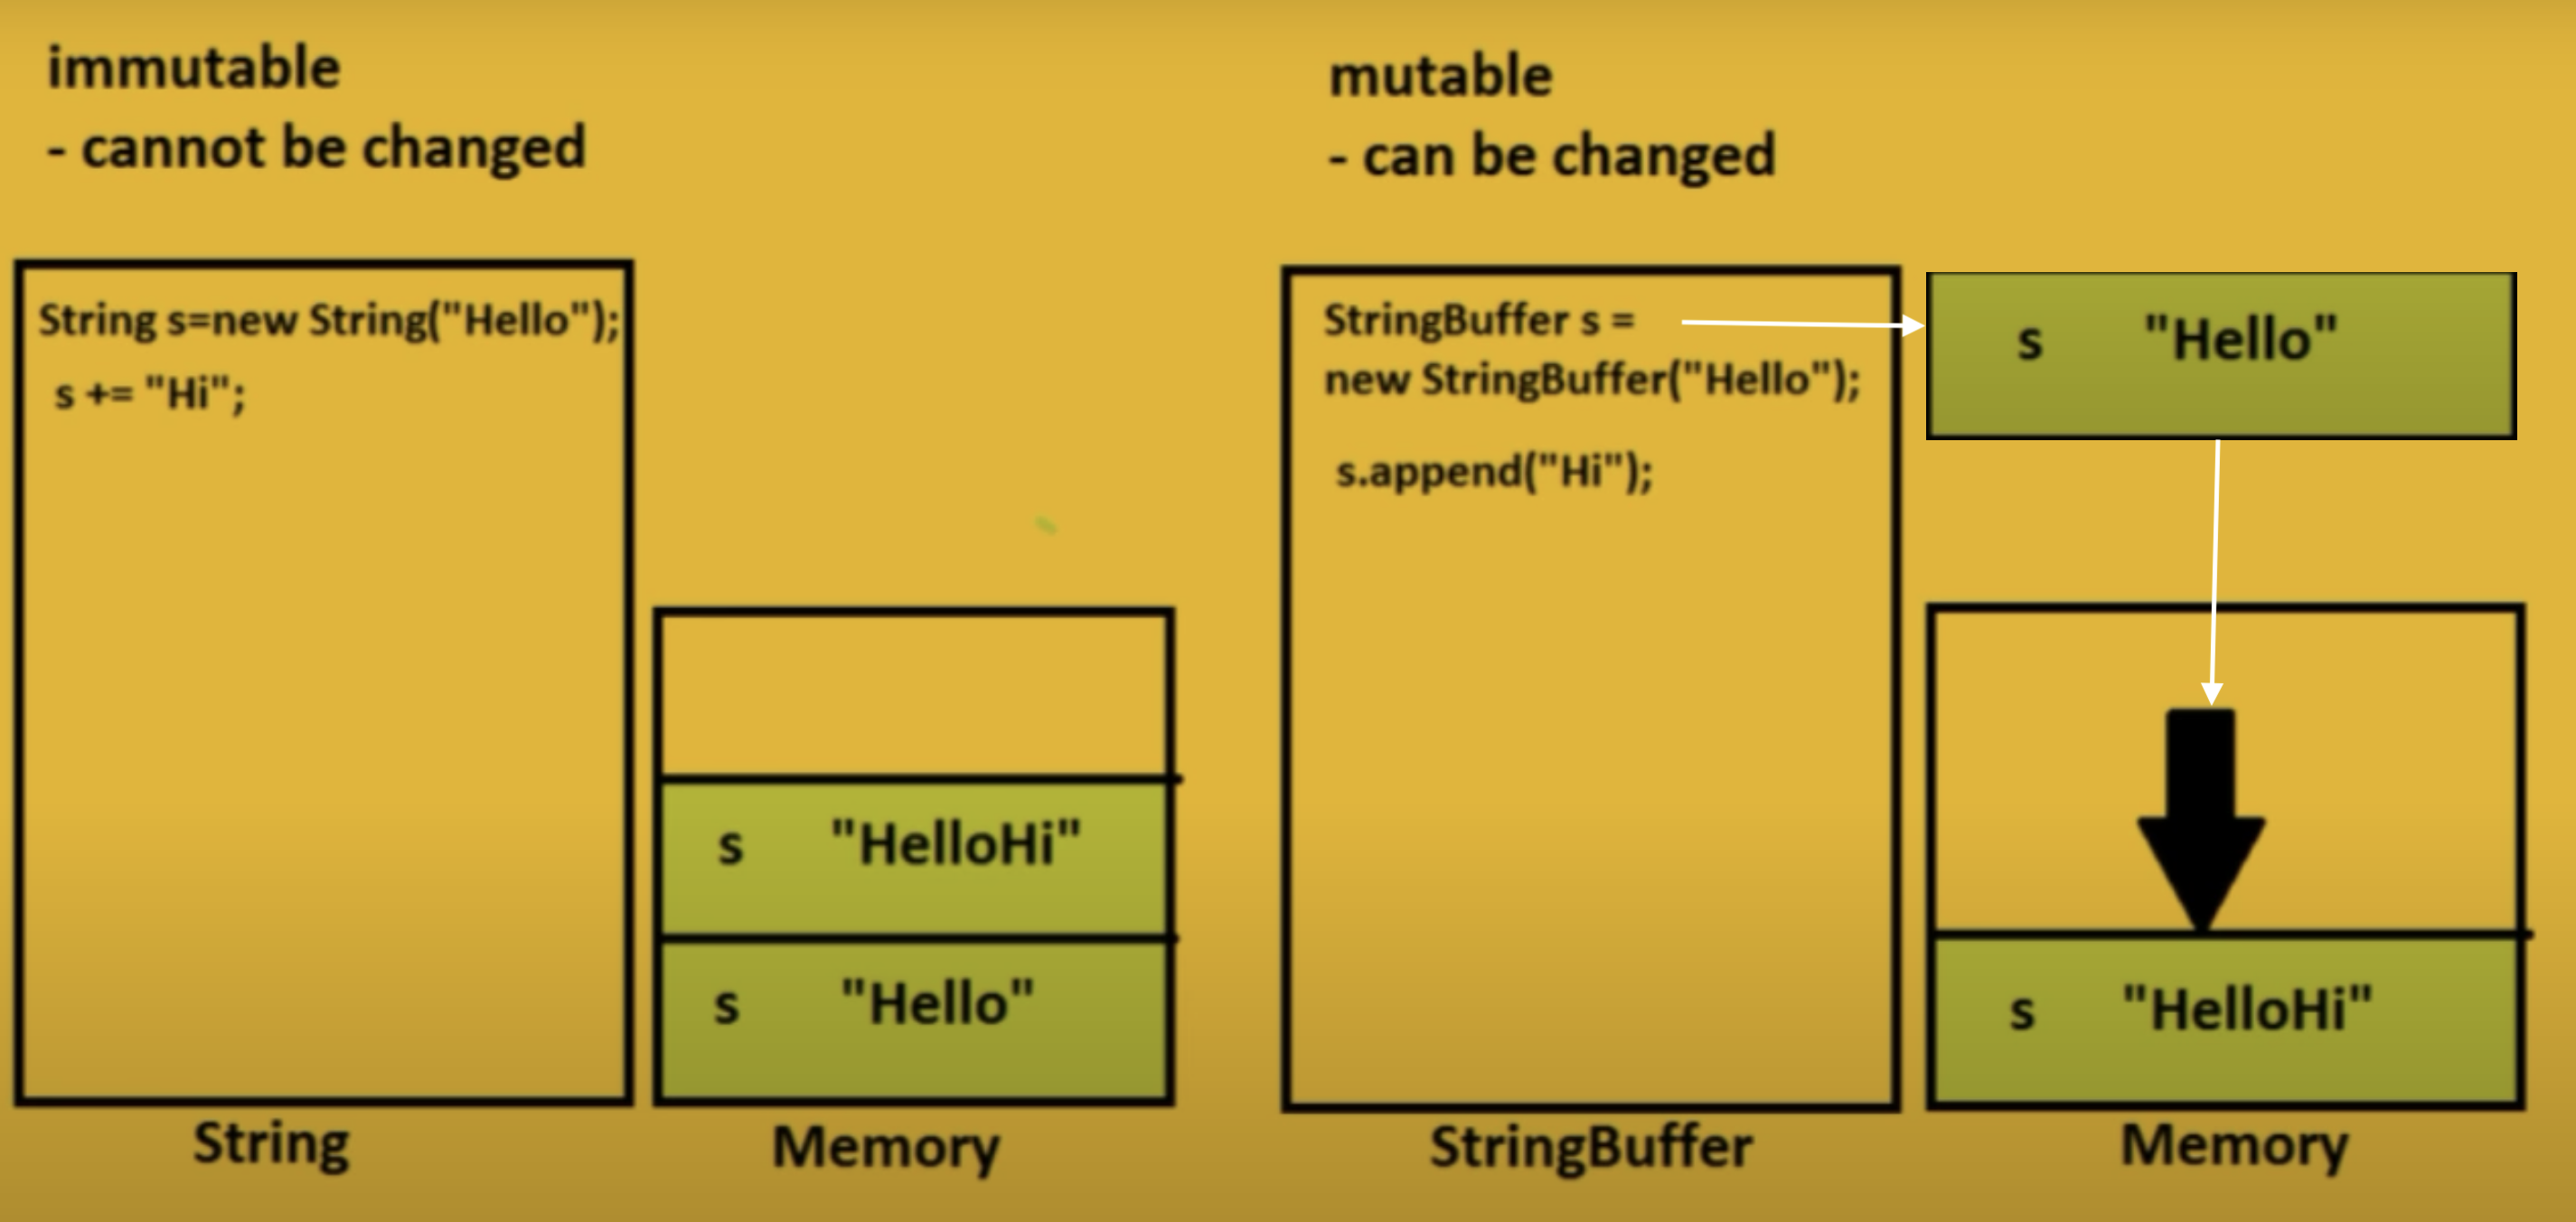 immutable
- cannot be changed
String s=new String("Hello");
s += "Hi";
s "HelloHi"
s "Hello"
String
Memory
mutable
- can be changed
StringBuffer s =
new StringBuffer("Hello");
s.append("Hi");
s "Hello"
s "HelloHi"
StringBuffer
Memory